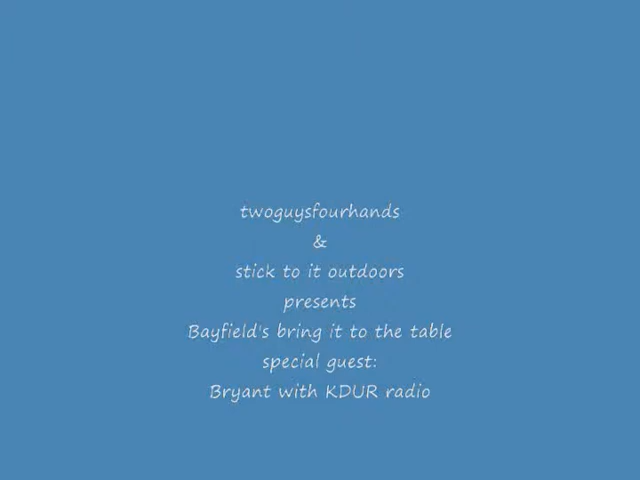 twoguysfourhands
&
stick to it outdoors
presents
Bayfield's bring it to the table
special guest:
Bryant with KDUR radio